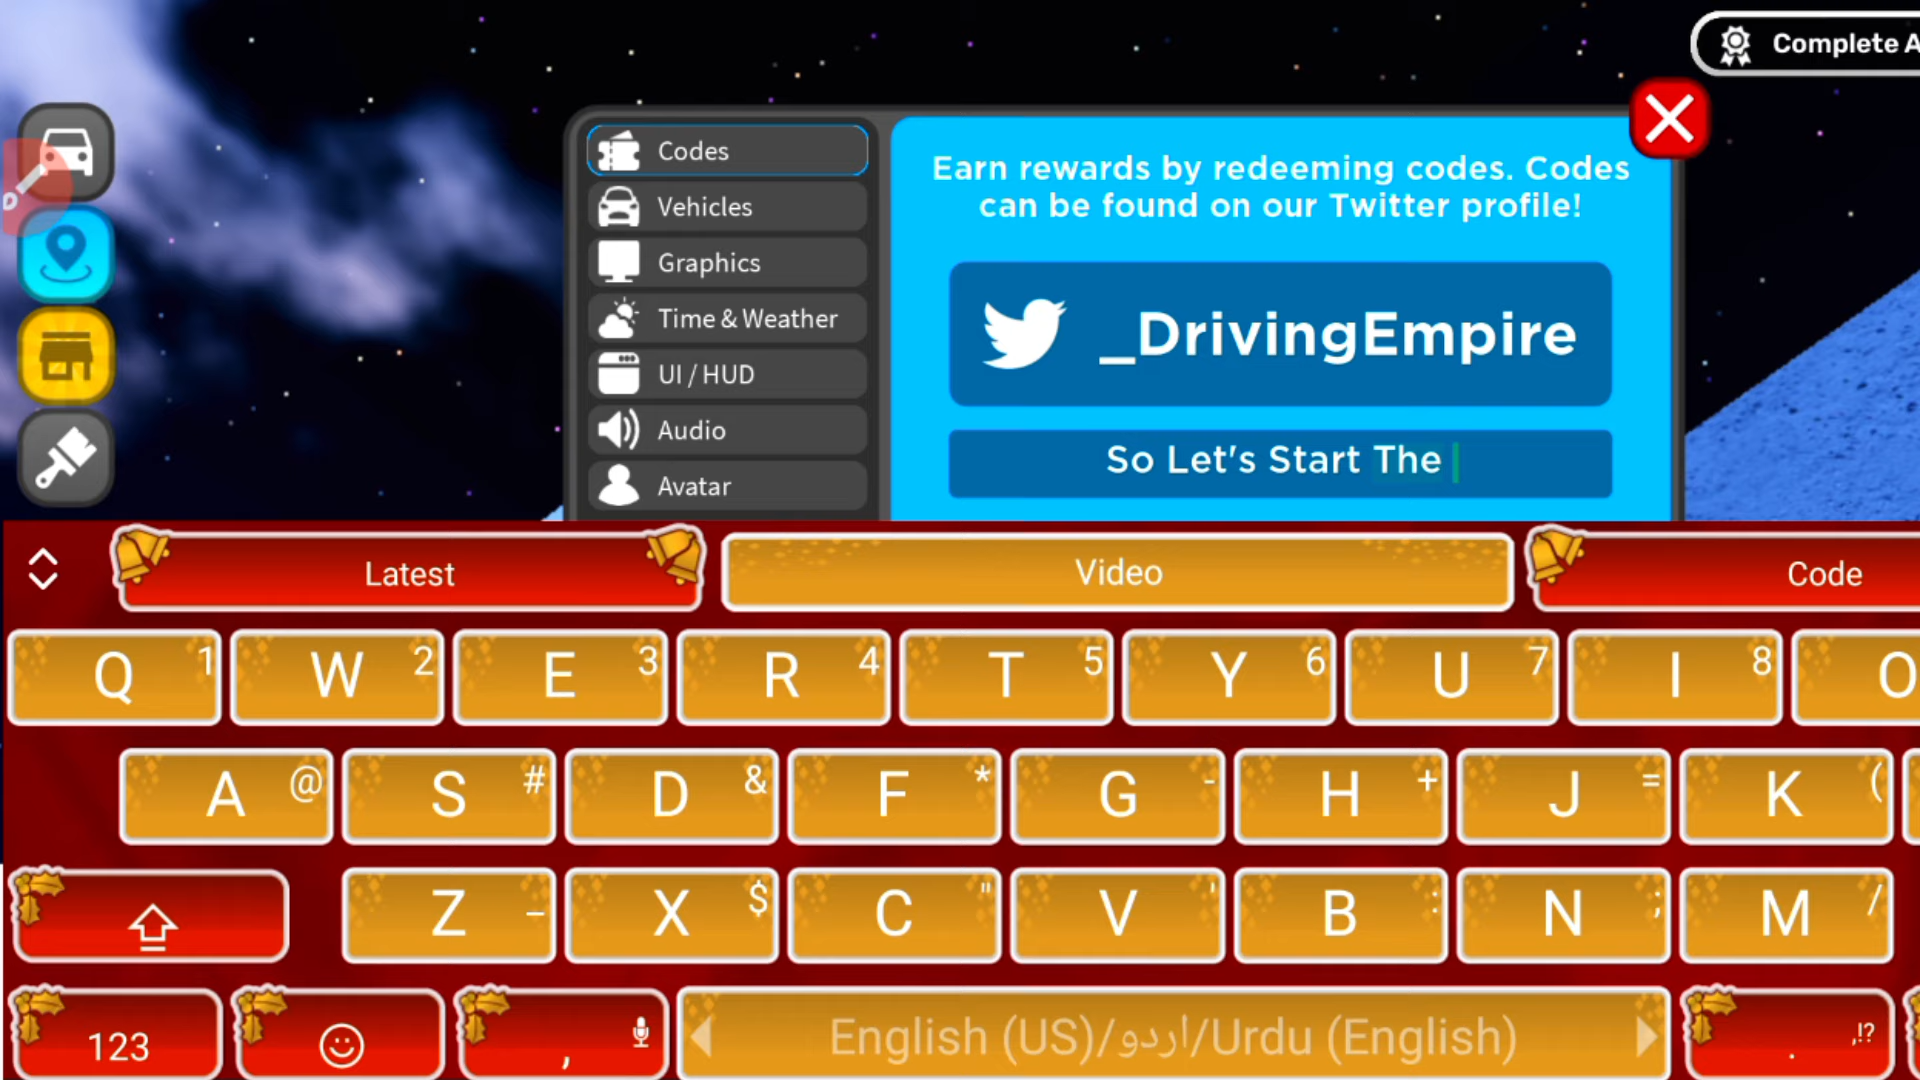 Complete A
Codes
Vehicles
Graphics
Time & Weather
UI / HUD
Audio
Avatar
Earn rewards by redeeming codes. Codes
can be found on our Twitter profile!
_DrivingEmpire
So Let's Start The
Latest
Video
Code
Q 1 W 2 E 3 R 4 T 5 Y 6 U 7 I 8 O
A @ S # D & F * G - H + J = K (
Z _ X $ C " V ' B : N ; M /
123 , English (US)/اردو/Urdu (English) . ,!?